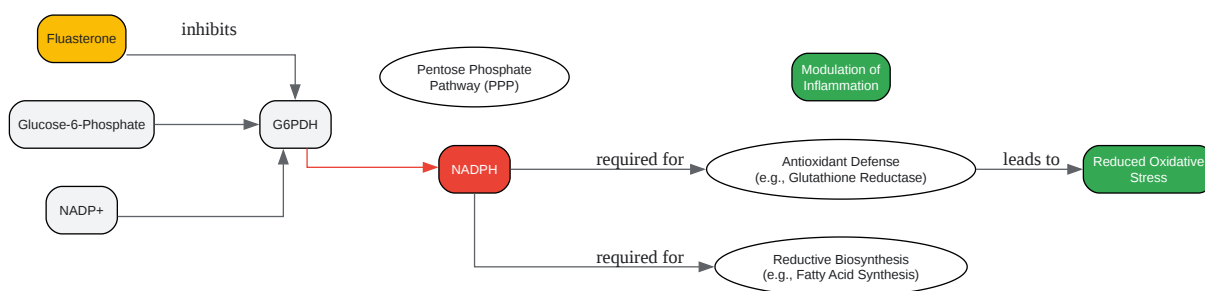 Fluasterone
inhibits
Glucose-6-Phosphate
G6PDH
NADP+
Pentose Phosphate
Pathway (PPP)
NADPH
Modulation of
Inflammation
required for
Antioxidant Defense
(e.g., Glutathione Reductase)
leads to
Reduced Oxidative
Stress
required for
Reductive Biosynthesis
(e.g., Fatty Acid Synthesis)